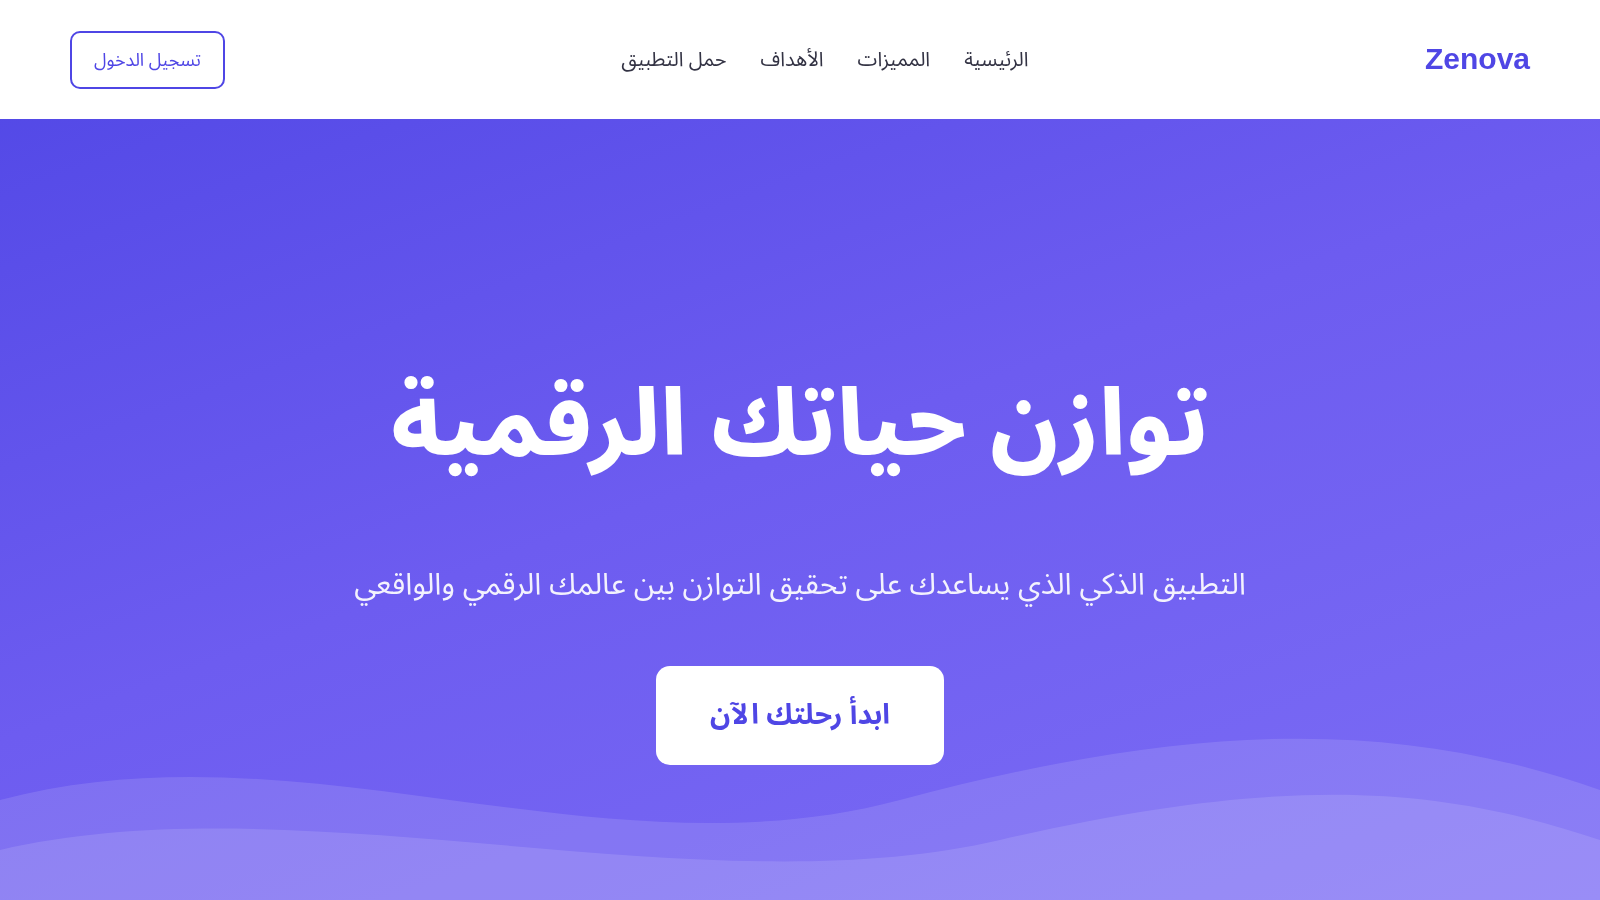 Zenova
الرئيسية المميزات الأهداف حمل التطبيق
تسجيل الدخول
توازن حياتك الرقمية
التطبيق الذكي الذي يساعدك على تحقيق التوازن بين عالمك الرقمي والواقعي
ابدأ رحلتك الآن